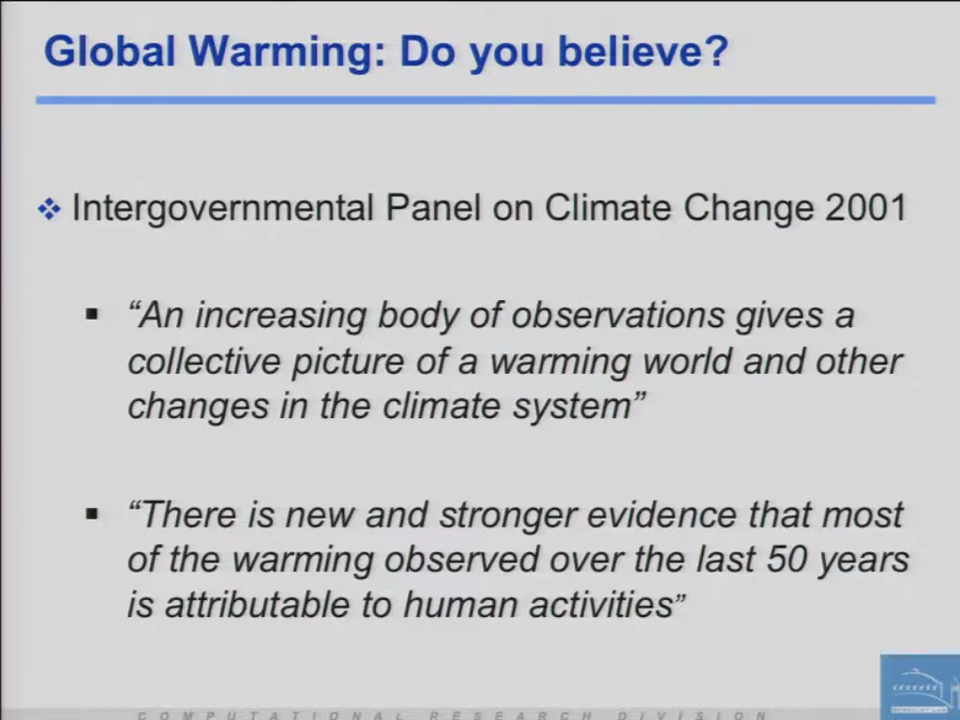 Global Warming: Do you believe?
❖ Intergovernmental Panel on Climate Change 2001
▪ “An increasing body of observations gives a
collective picture of a warming world and other
changes in the climate system”
▪ “There is new and stronger evidence that most
of the warming observed over the last 50 years
is attributable to human activities”
COMPUTATIONAL RESEARCH DIVISION